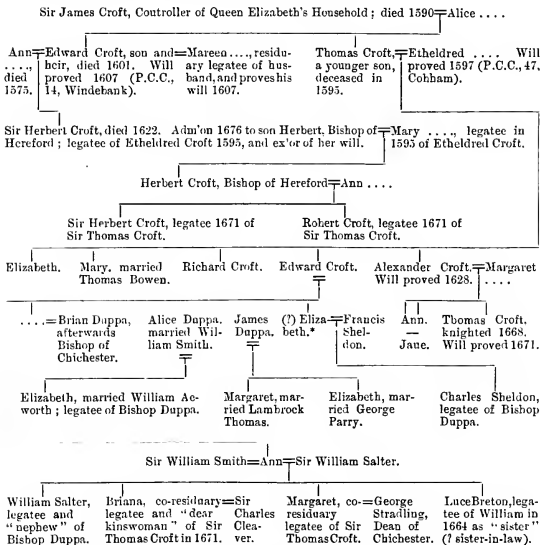 Sir James Croft, Controller of Queen Elizabeth's Household; died 1590=Alice ....
Ann=Edward Croft, son and=Mareen ...., residu-
...., heir, died 1601. Will ary legatee of hus-
died proved 1607 (P.C.C., band, and proves his
1575. 14, Windebank). will 1607.
Thomas Croft,=Etheldred .... Will
a younger son, proved 1597 (P.C.C., 47,
deceased in Cobham).
1595.
Sir Herbert Croft, died 1622. Adm'on 1676 to son Herbert, Bishop of=Mary ...., legatee in
Hereford; legatee of Etheldred Croft 1595, and ex'or of her will. 1595 of Etheldred Croft.
Herbert Croft, Bishop of Hereford=Ann ....
Sir Herbert Croft, legatee 1671 of
Sir Thomas Croft.
Robert Croft, legatee 1671 of
Sir Thomas Croft.
Elizabeth.
Mary, married
Thomas Bowen.
Richard Croft.
Edward Croft.
Alexander Croft.=Margaret
Will proved 1628. ....
....=Brian Duppa,
afterwards
Bishop of
Chichester.
Alice Duppa,
married Wil-
liam Smith.
James
Duppa.
(?) Eliza-=Francis
beth.* Shel-
don.
Ann.
—
Jane.
Thomas Croft,
knighted 1668.
Will proved 1671.
Elizabeth, married William Ac-
worth; legatee of Bishop Duppa.
Margaret, mar-
ried Lambrock
Thomas.
Elizabeth, mar-
ried George
Parry.
Charles Sheldon,
legatee of Bishop
Duppa.
Sir William Smith=Ann=Sir William Salter.
William Salter,
legatee and
"nephew" of
Bishop Duppa.
Briana, co-residuary=Sir
legatee and "dear Charles
kinswoman" of Sir Clea-
Thomas Croft in 1671. ver.
Margaret, co-=George
residuary Stradling,
legatee of Sir Dean of
Thomas Croft. Chichester.
Luce Breton, lega-
tee of William in
1664 as "sister"
(? sister-in-law).